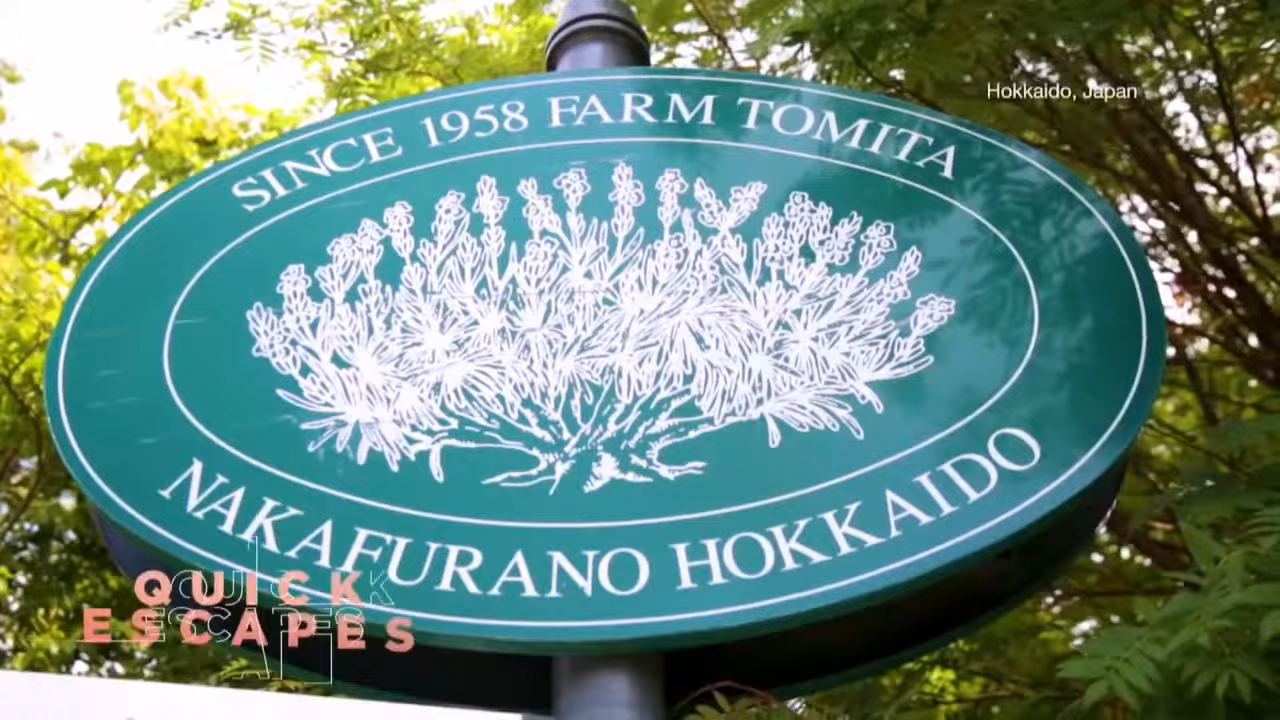 Hokkaido, Japan
SINCE 1958 FARM TOMITA
NAKAFURANO HOKKAIDO
QUICK
ESCAPES